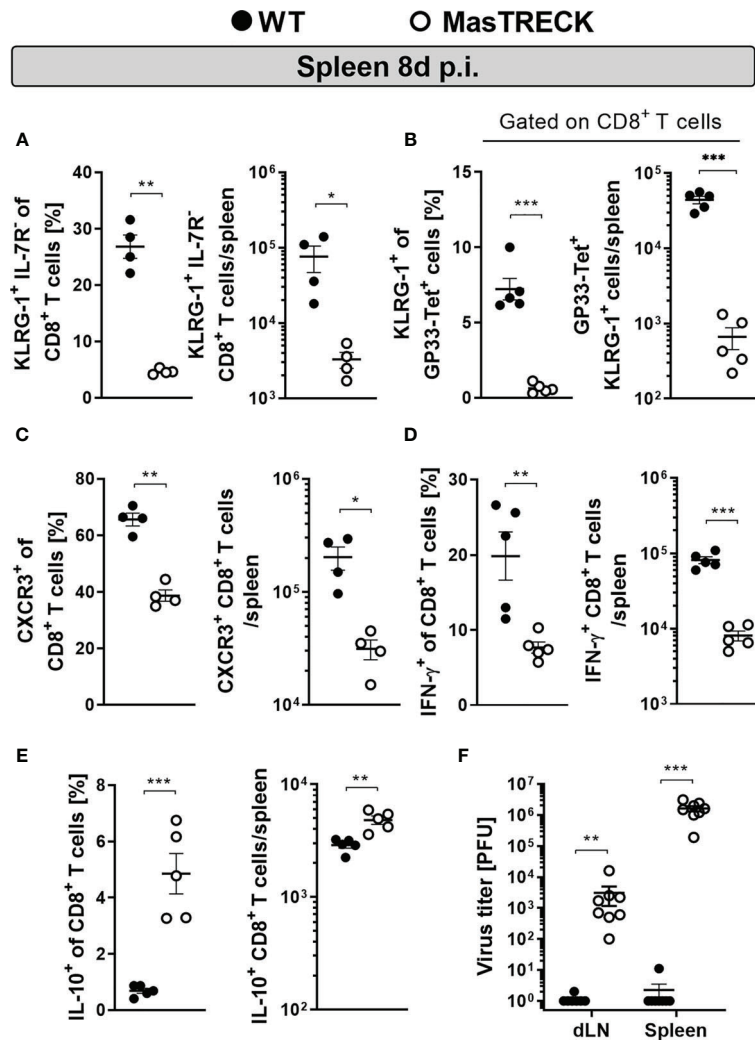 ● WT ○ MasTRECK
Spleen 8d p.i.
A
KLRG-1⁺ IL-7R⁻ of
CD8⁺ T cells [%]
40
30
20
10
0
**
KLRG-1⁺ IL-7R⁻
CD8⁺ T cells/spleen
10⁶
10⁵
10⁴
10³
*
B
Gated on CD8⁺ T cells
KLRG-1⁺ of
GP33-Tet⁺ cells [%]
15
10
5
0
***
GP33-Tet⁺
KLRG-1⁺ cells/spleen
10⁵
10⁴
10³
10²
***
C
CXCR3⁺ of
CD8⁺ T cells [%]
80
60
40
20
0
**
CXCR3⁺ CD8⁺ T cells
/spleen
10⁶
10⁵
10⁴
*
D
IFN-γ⁺ of CD8⁺ T cells [%]
30
20
10
0
**
IFN-γ⁺ CD8⁺ T cells
/spleen
10⁶
10⁵
10⁴
10³
***
E
IL-10⁺ of CD8⁺ T cells [%]
8
6
4
2
0
***
IL-10⁺ CD8⁺ T cells/spleen
10⁴
10³
10²
**
F
Virus titer [PFU]
10⁷
10⁶
10⁵
10⁴
10³
10²
10¹
10⁰
**
***
dLN Spleen